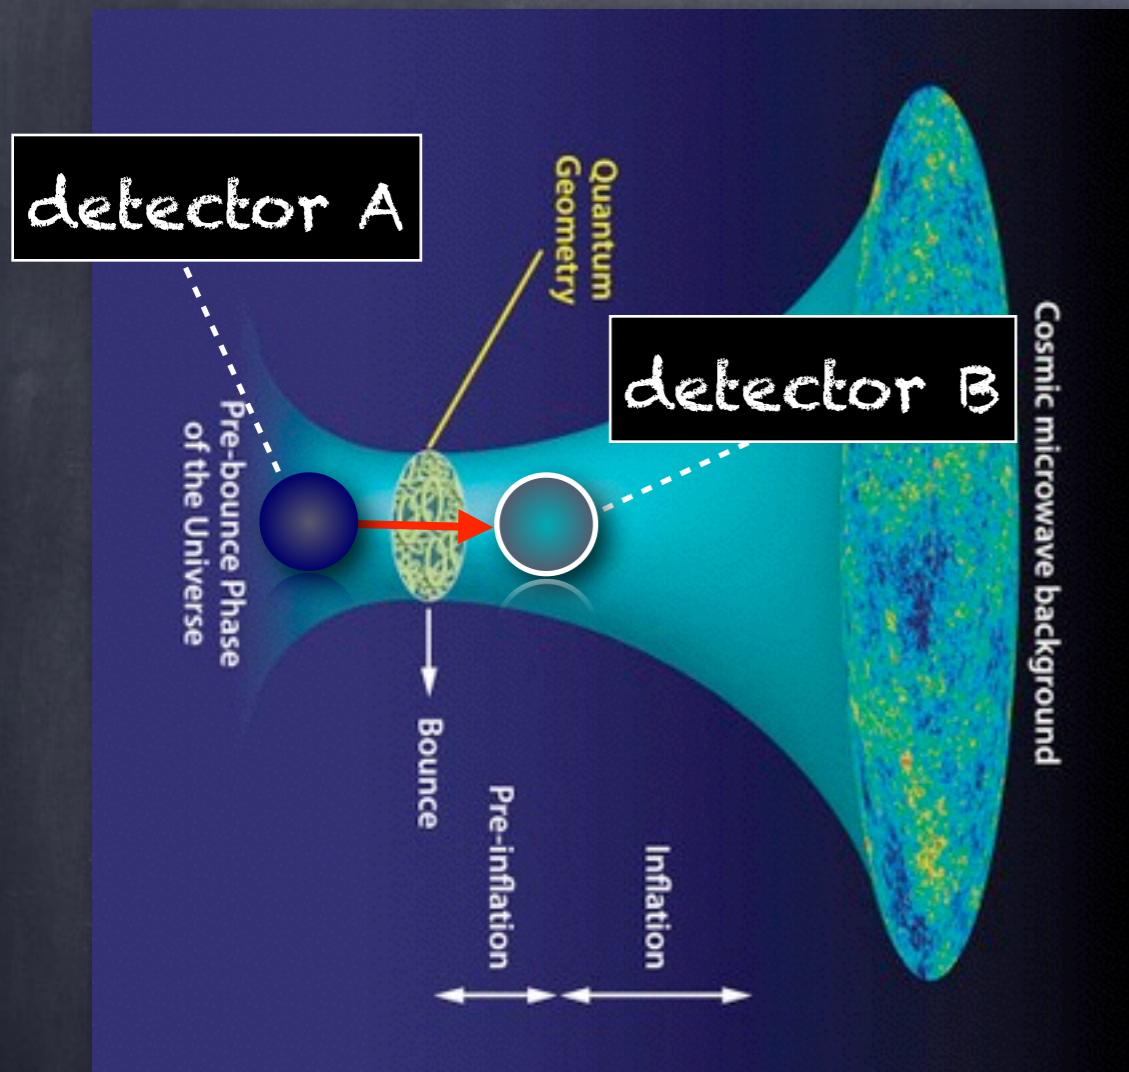 detector A
Quantum
Geometry
detector B
Cosmic microwave background
Pre-bounce Phase
of the Universe
Bounce
Pre-inflation
Inflation